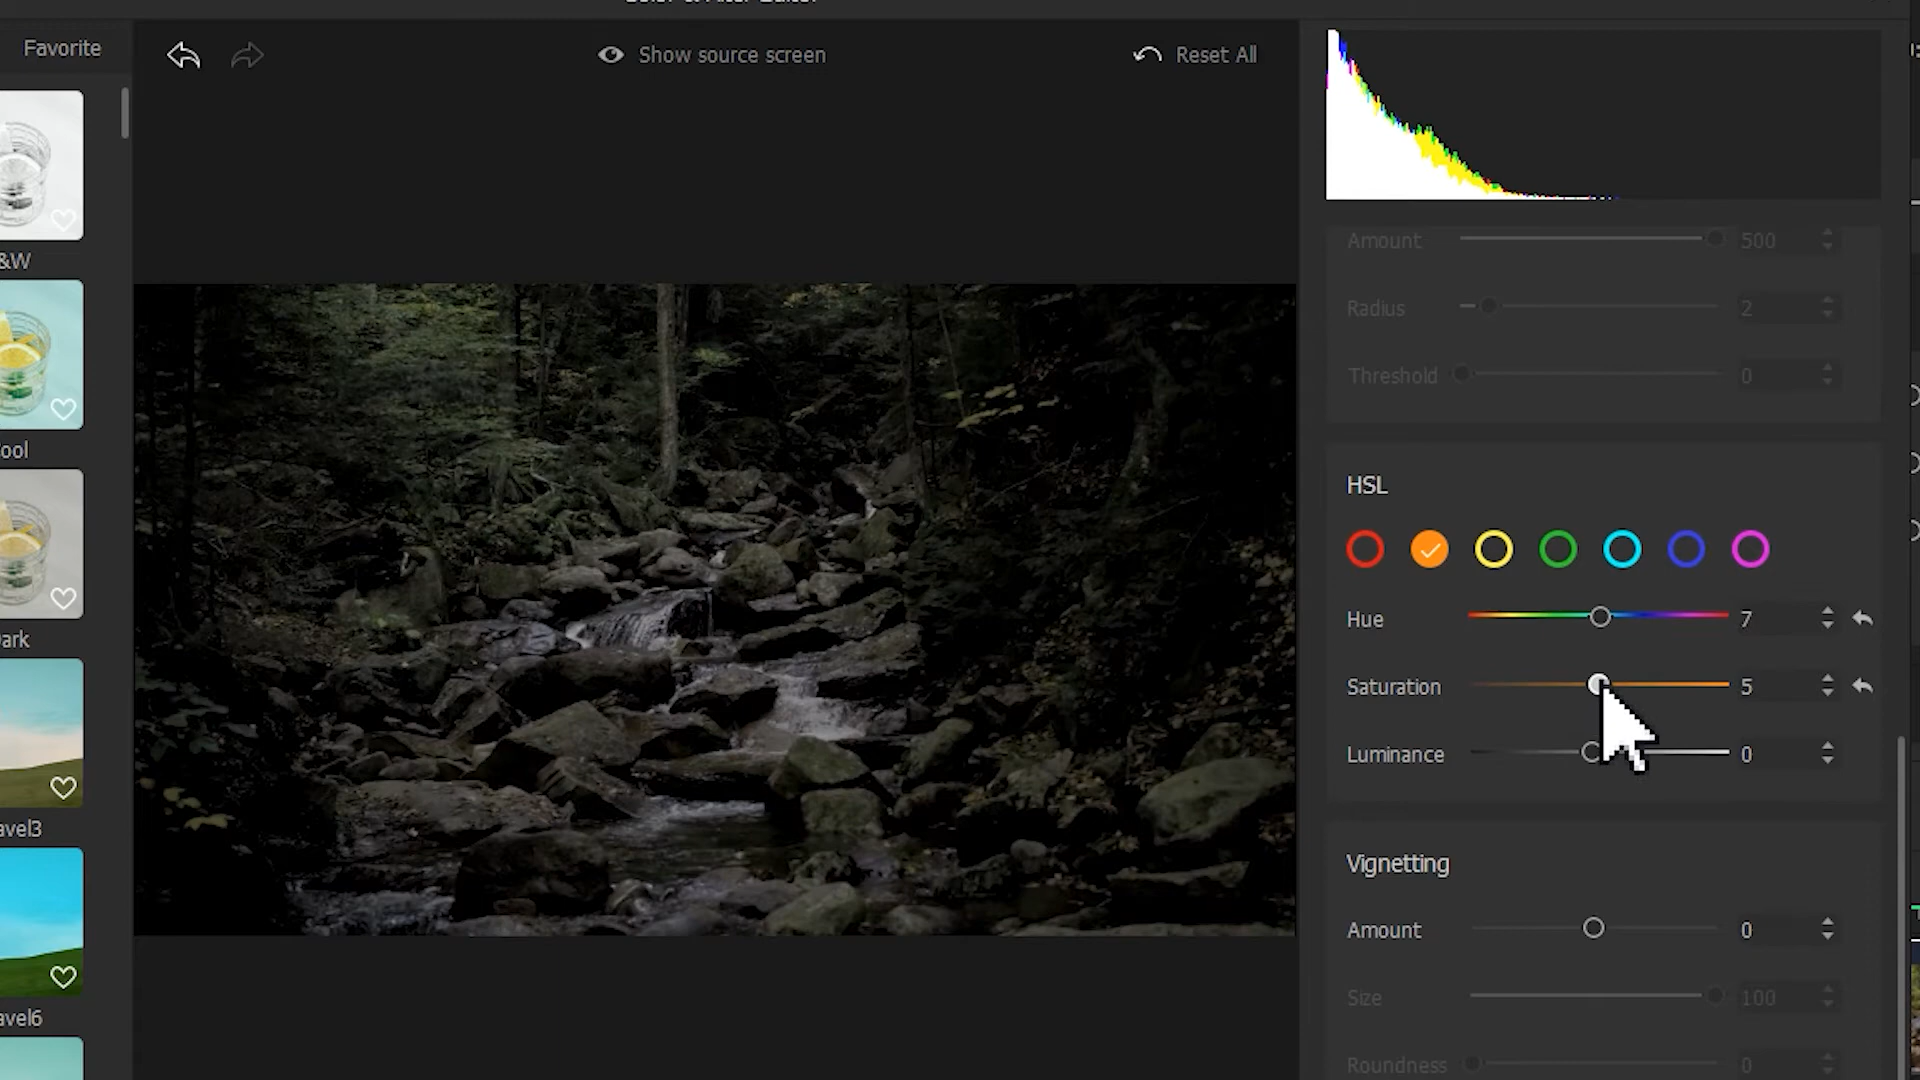 Favorite
Show source screen
Reset All
&W
ool
ark
avel3
avel6
Amount 500
Radius 2
Threshold 0
HSL
Hue 7
Saturation 5
Luminance 0
Vignetting
Amount 0
Size 100
Roundness 0